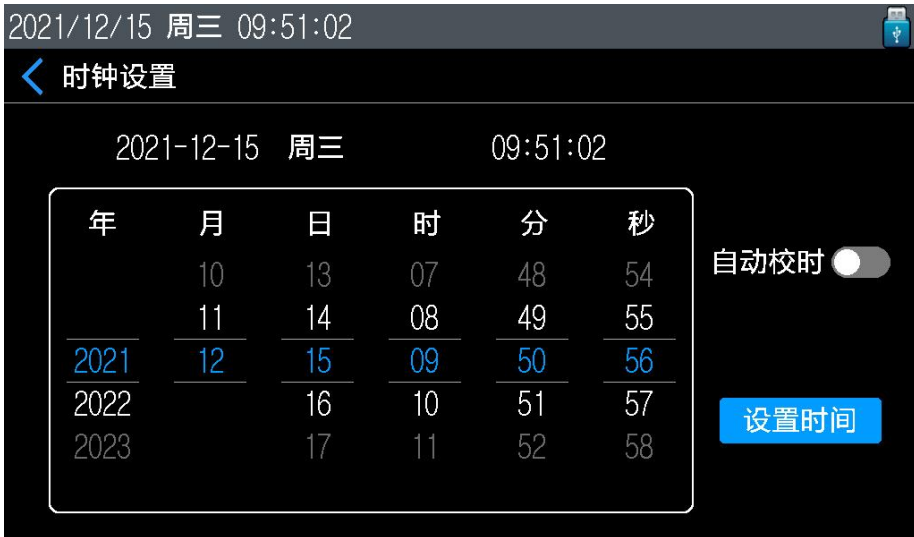 2021/12/15 周三 09:51:02
时钟设置
2021-12-15 周三 09:51:02
年 月 日 时 分 秒
10 13 07 48 54
自动校时
11 14 08 49 55
2021 12 15 09 50 56
2022 16 10 51 57
设置时间
2023 17 11 52 58